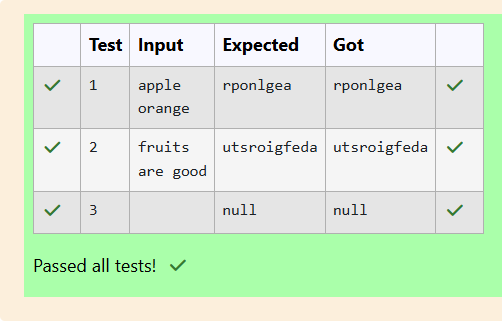 Test Input Expected Got
1 apple rponlgea rponlgea
orange
2 fruits utsroigfeda utsroigfeda
are good
3 null null
Passed all tests!